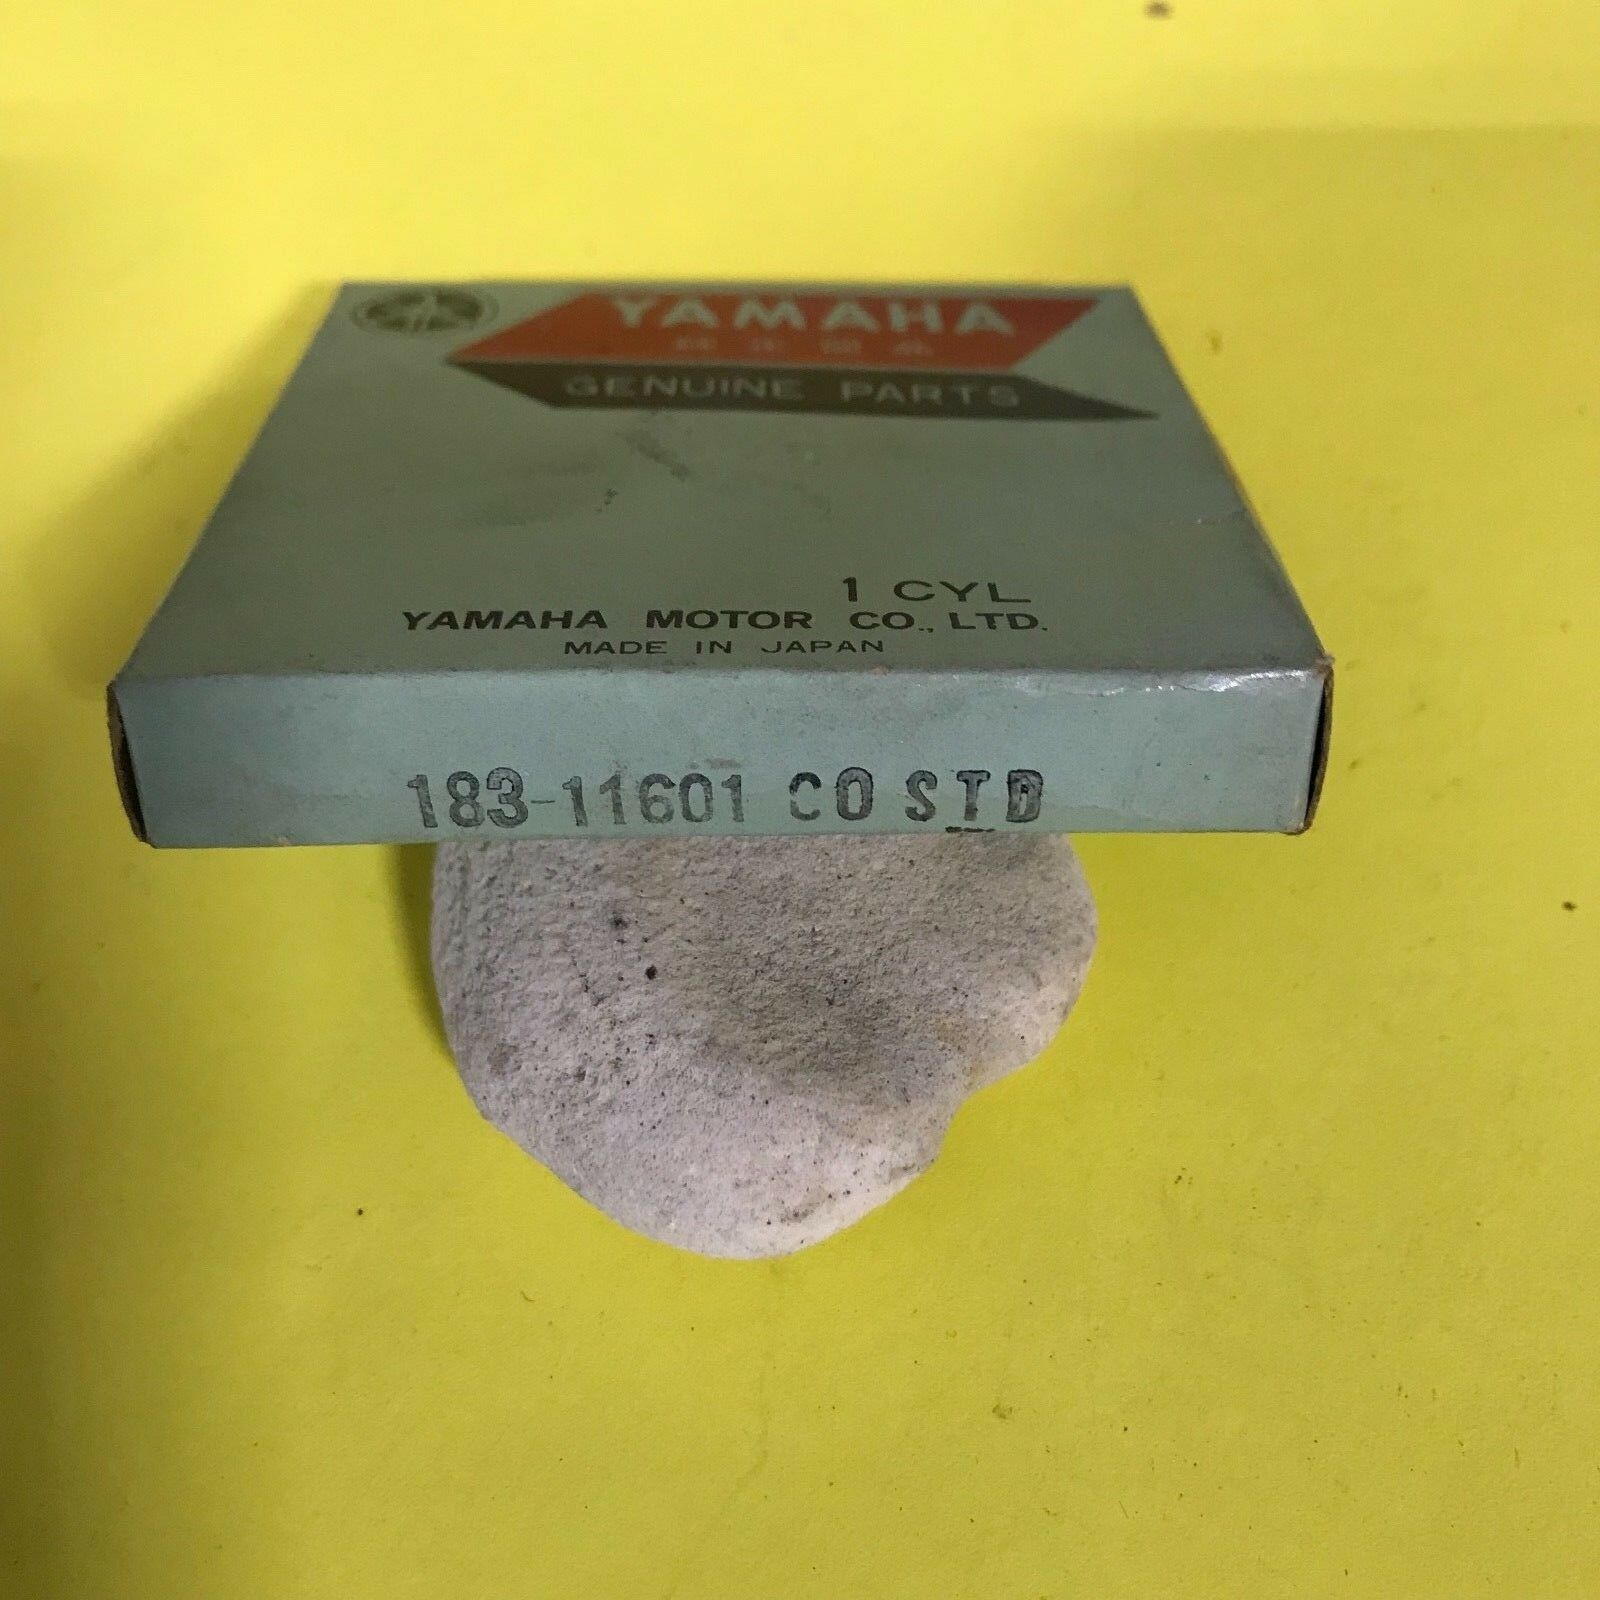 YAMAHA
GENUINE PARTS
1 CYL
YAMAHA MOTOR CO., LTD.
MADE IN JAPAN
183-11601 CO STD